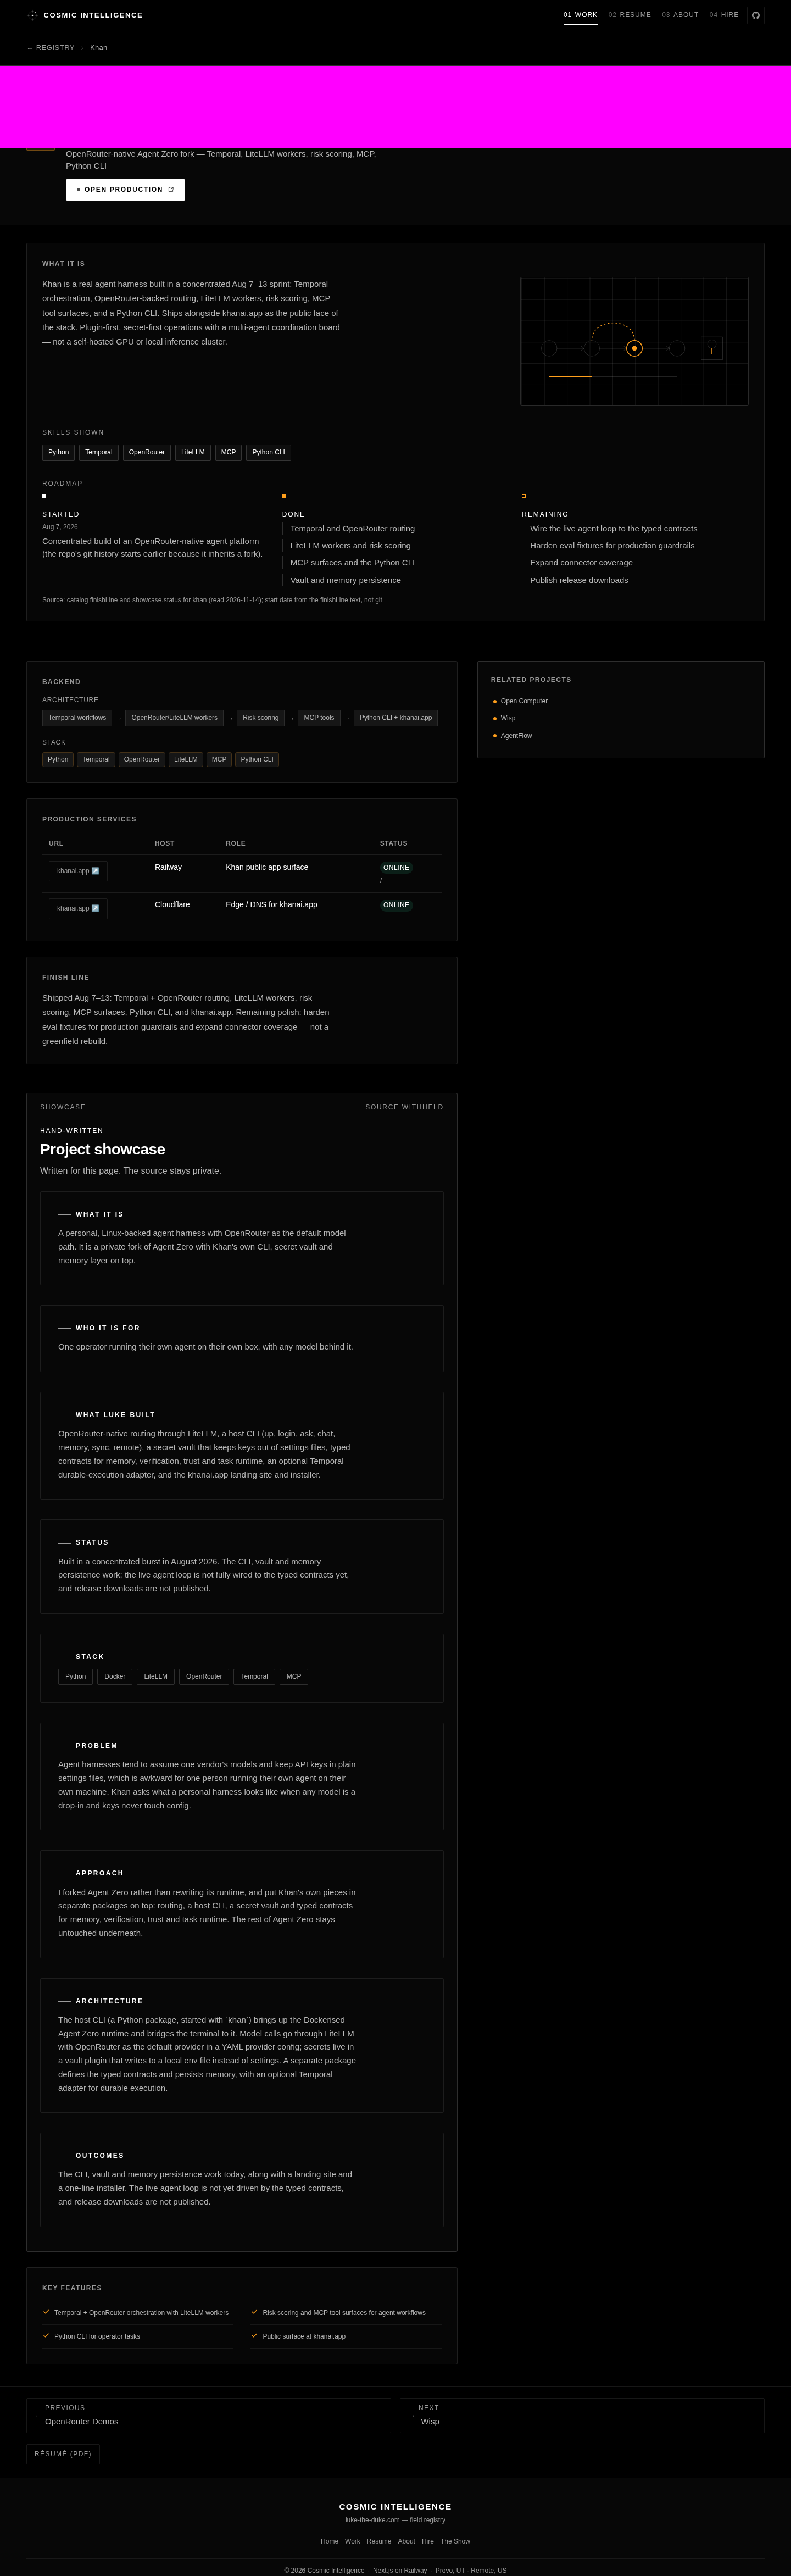 COSMIC INTELLIGENCE
01 WORK 02 RESUME 03 ABOUT 04 HIRE
← REGISTRY › Khan
OpenRouter-native Agent Zero fork — Temporal, LiteLLM workers, risk scoring, MCP,
Python CLI
OPEN PRODUCTION
WHAT IT IS
Khan is a real agent harness built in a concentrated Aug 7–13 sprint: Temporal
orchestration, OpenRouter-backed routing, LiteLLM workers, risk scoring, MCP
tool surfaces, and a Python CLI. Ships alongside khanai.app as the public face of
the stack. Plugin-first, secret-first operations with a multi-agent coordination board
— not a self-hosted GPU or local inference cluster.
SKILLS SHOWN
Python Temporal OpenRouter LiteLLM MCP Python CLI
ROADMAP
STARTED
Aug 7, 2026
Concentrated build of an OpenRouter-native agent platform
(the repo's git history starts earlier because it inherits a fork).
DONE
Temporal and OpenRouter routing
LiteLLM workers and risk scoring
MCP surfaces and the Python CLI
Vault and memory persistence
REMAINING
Wire the live agent loop to the typed contracts
Harden eval fixtures for production guardrails
Expand connector coverage
Publish release downloads
Source: catalog finishLine and showcase.status for khan (read 2026-11-14); start date from the finishLine text, not git
BACKEND
ARCHITECTURE
Temporal workflows → OpenRouter/LiteLLM workers → Risk scoring → MCP tools → Python CLI + khanai.app
STACK
Python Temporal OpenRouter LiteLLM MCP Python CLI
RELATED PROJECTS
Open Computer
Wisp
AgentFlow
PRODUCTION SERVICES
URL HOST ROLE STATUS
khanai.app ↗ Railway Khan public app surface ONLINE
/
khanai.app ↗ Cloudflare Edge / DNS for khanai.app ONLINE
FINISH LINE
Shipped Aug 7–13: Temporal + OpenRouter routing, LiteLLM workers, risk
scoring, MCP surfaces, Python CLI, and khanai.app. Remaining polish: harden
eval fixtures for production guardrails and expand connector coverage — not a
greenfield rebuild.
SHOWCASE SOURCE WITHHELD
HAND-WRITTEN
Project showcase
Written for this page. The source stays private.
WHAT IT IS
A personal, Linux-backed agent harness with OpenRouter as the default model
path. It is a private fork of Agent Zero with Khan's own CLI, secret vault and
memory layer on top.
WHO IT IS FOR
One operator running their own agent on their own box, with any model behind it.
WHAT LUKE BUILT
OpenRouter-native routing through LiteLLM, a host CLI (up, login, ask, chat,
memory, sync, remote), a secret vault that keeps keys out of settings files, typed
contracts for memory, verification, trust and task runtime, an optional Temporal
durable-execution adapter, and the khanai.app landing site and installer.
STATUS
Built in a concentrated burst in August 2026. The CLI, vault and memory
persistence work; the live agent loop is not fully wired to the typed contracts yet,
and release downloads are not published.
STACK
Python Docker LiteLLM OpenRouter Temporal MCP
PROBLEM
Agent harnesses tend to assume one vendor's models and keep API keys in plain
settings files, which is awkward for one person running their own agent on their
own machine. Khan asks what a personal harness looks like when any model is a
drop-in and keys never touch config.
APPROACH
I forked Agent Zero rather than rewriting its runtime, and put Khan's own pieces in
separate packages on top: routing, a host CLI, a secret vault and typed contracts
for memory, verification, trust and task runtime. The rest of Agent Zero stays
untouched underneath.
ARCHITECTURE
The host CLI (a Python package, started with `khan`) brings up the Dockerised
Agent Zero runtime and bridges the terminal to it. Model calls go through LiteLLM
with OpenRouter as the default provider in a YAML provider config; secrets live in
a vault plugin that writes to a local env file instead of settings. A separate package
defines the typed contracts and persists memory, with an optional Temporal
adapter for durable execution.
OUTCOMES
The CLI, vault and memory persistence work today, along with a landing site and
a one-line installer. The live agent loop is not yet driven by the typed contracts,
and release downloads are not published.
KEY FEATURES
Temporal + OpenRouter orchestration with LiteLLM workers
Risk scoring and MCP tool surfaces for agent workflows
Python CLI for operator tasks
Public surface at khanai.app
PREVIOUS
← OpenRouter Demos
NEXT
→ Wisp
RÉSUMÉ (PDF)
COSMIC INTELLIGENCE
luke-the-duke.com — field registry
Home Work Resume About Hire The Show
© 2026 Cosmic Intelligence · Next.js on Railway · Provo, UT · Remote, US